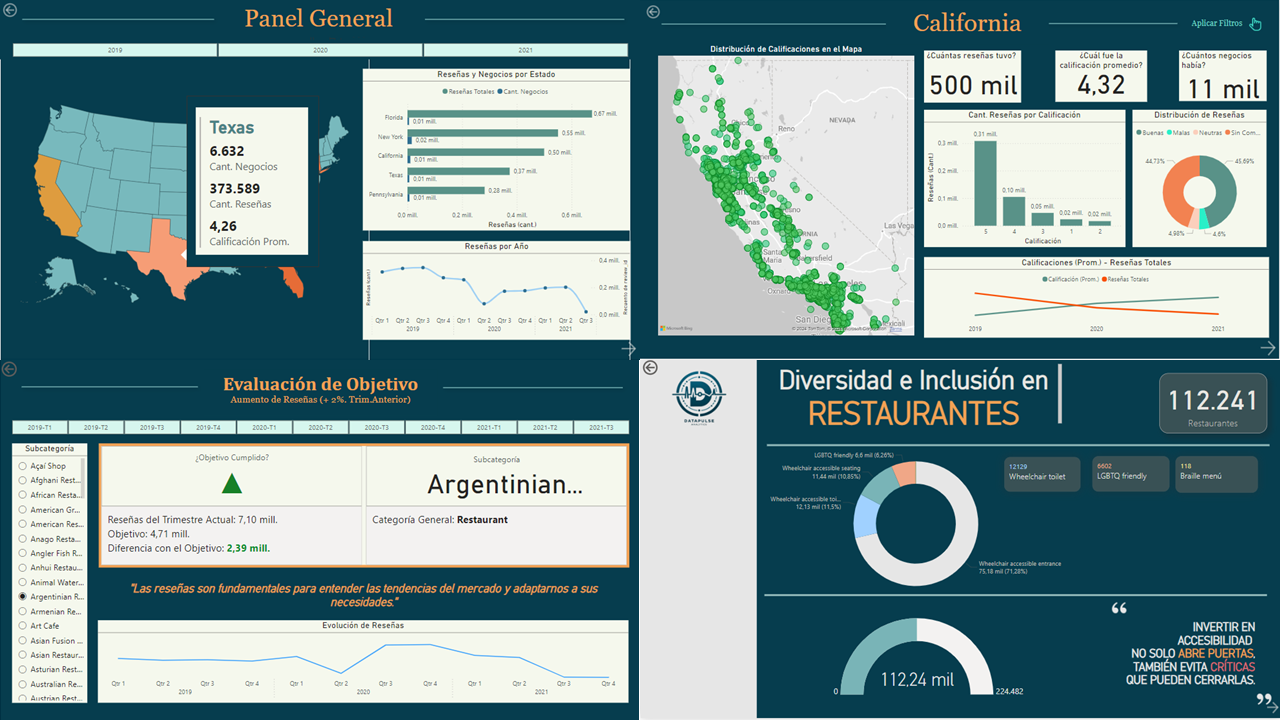 Panel General
2019
2020
2021
Texas
6.632
Cant. Negocios
373.589
Cant. Reseñas
4,26
Calificación Prom.
Reseñas y Negocios por Estado
Reseñas Totales
Cant. Negocios
Florida
0.67 mill.
0.01 mill.
New York
0,55 mill.
0,02 mill.
California
0,50 mill.
0.01 mill.
Texas
0,37 mill.
0.01 mill.
Pennsylvania
0.28 mill.
0.01 mill.
0.0 mill.
0.2 mill.
0.4 mill.
0.6 mill.
Reseñas (cant.)
Reseñas por Año
Reseñas (cant.)
0.4 mill.
0.2 mill.
0.0 mill.
Qtr 1
Qtr 2
Qtr 3
Qtr 4
Qtr 1
Qtr 2
Qtr 3
Qtr 4
Qtr 1
Qtr 2
Qtr 3
2019
2020
2021
California
Aplicar Filtros
Distribución de Calificaciones en el Mapa
Reno
NEVADA
Las Vega
Santa
Maria
Oxnard
San Dieg
Mexicali
Microsoft Bing
¿Cuántas reseñas tuvo?
500 mil
¿Cuál fue la
calificación promedio?
4,32
¿Cuántos negocios
había?
11 mil
Cant. Reseñas por Calificación
Reseñas (Cant.)
0.3 mill.
0.2 mill.
0.1 mill.
0.0 mill.
0.31 mill.
0.10 mill.
0.05 mill.
0.02 mill.
0.02 mill.
5
4
3
1
2
Calificación
Distribución de Reseñas
Buenas
Malas
Neutras
Sin Com...
44.73%
45.69%
4.98%
4.6%
Calificaciones (Prom.) - Reseñas Totales
Calificación (Prom.)
Reseñas Totales
2019
2020
2021
Evaluación de Objetivo
Aumento de Reseñas (+ 2%. Trim.Anterior)
2019-T1
2019-T2
2019-T3
2019-T4
2020-T1
2020-T2
2020-T3
2020-T4
2021-T1
2021-T2
2021-T3
Subcategoría
Açaí Shop
Afghani Rest...
African Resta...
American Gr...
American Res...
Anago Resta...
Angler Fish R...
Anhui Restau...
Animal Water...
Argentinian R...
Armenian Re...
Art Cafe
Asian Fusion ...
Asian Restaur...
Asturian Rest...
Australian Re...
Austrian Rest...
¿Objetivo Cumplido?
Reseñas del Trimestre Actual: 7,10 mill.
Objetivo: 4,71 mill.
Diferencia con el Objetivo: 2,39 mill.
Subcategoría
Argentinian...
Categoría General: Restaurant
"Las reseñas son fundamentales para entender las tendencias del mercado y adaptarnos a sus
necesidades."
Evolución de Reseñas
Qtr 1
Qtr 2
Qtr 3
Qtr 4
Qtr 1
Qtr 2
Qtr 3
Qtr 4
Qtr 1
Qtr 2
Qtr 3
Qtr 4
2019
2020
2021
DATAPULSE
Diversidad e Inclusión en
RESTAURANTES
112.241
Restaurantes
LGBTQ friendly 6,6 mil (6,26%)
Wheelchair accessible seating
11,44 mil (10,85%)
Wheelchair accessible toi...
12,13 mil (11,5%)
Wheelchair accessible entrance
75,18 mil (71,28%)
12129
Wheelchair toilet
6602
LGBTQ friendly
118
Braille menú
112,24 mil
0
224.482
“
INVERTIR EN
ACCESIBILIDAD
NO SOLO ABRE PUERTAS,
TAMBIÉN EVITA CRÍTICAS
QUE PUEDEN CERRARLAS.
”